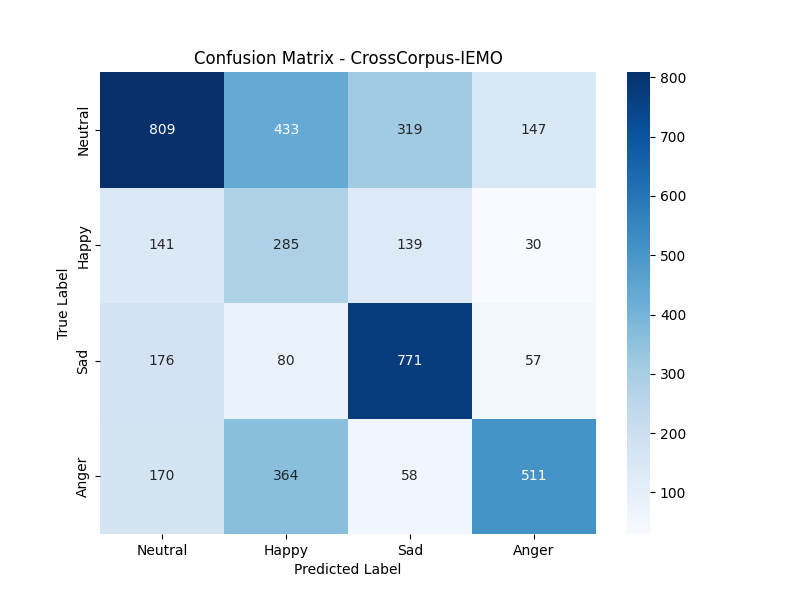 Confusion Matrix - CrossCorpus-IEMO
True Label
Neutral 809 433 319 147
Happy 141 285 139 30
Sad 176 80 771 57
Anger 170 364 58 511
Neutral Happy Sad Anger
Predicted Label
800
700
600
500
400
300
200
100